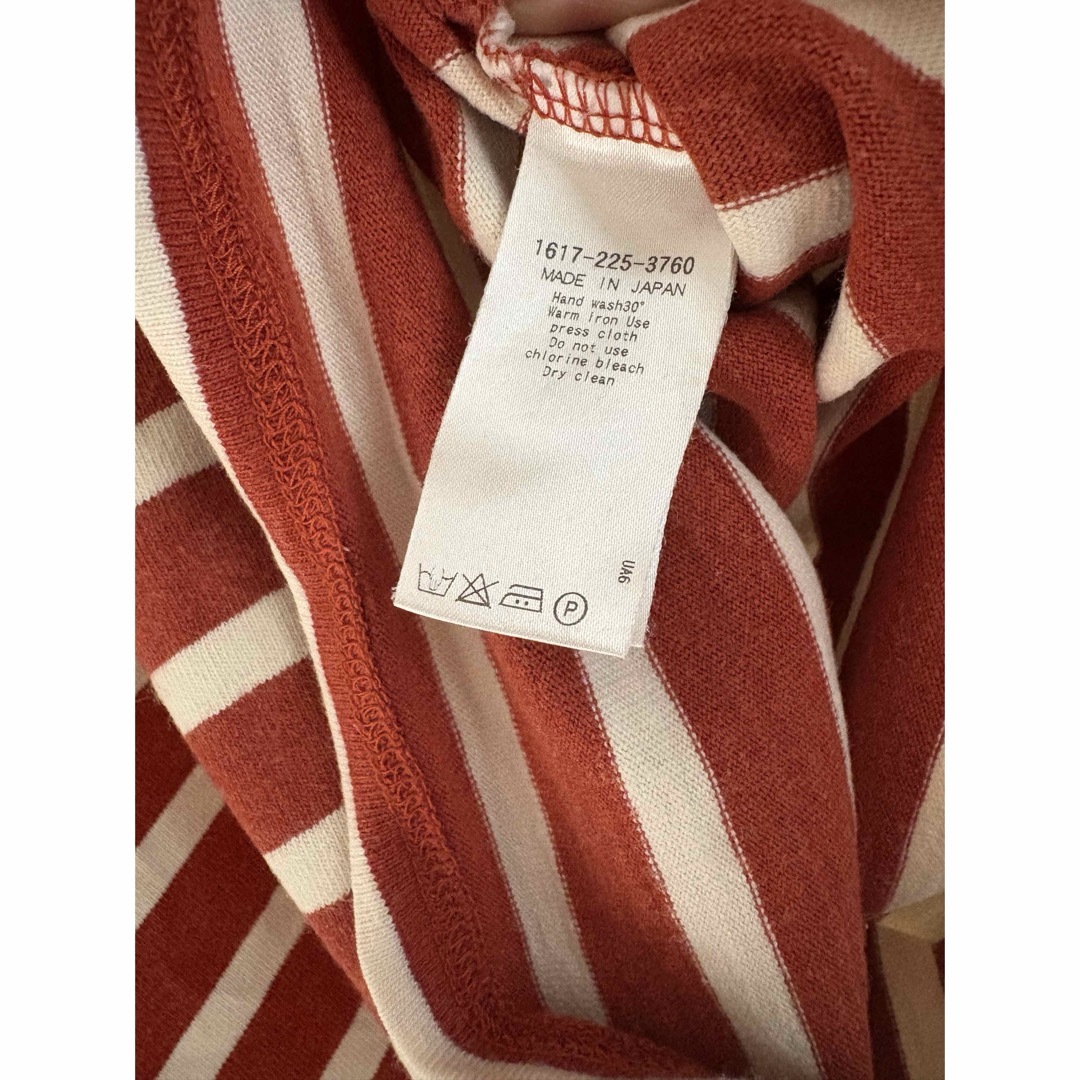 1617-225-3760
MADE IN JAPAN
Hand wash30°
Warm iron Use
press cloth
Do not use
chlorine bleach
Dry clean
UA6
P